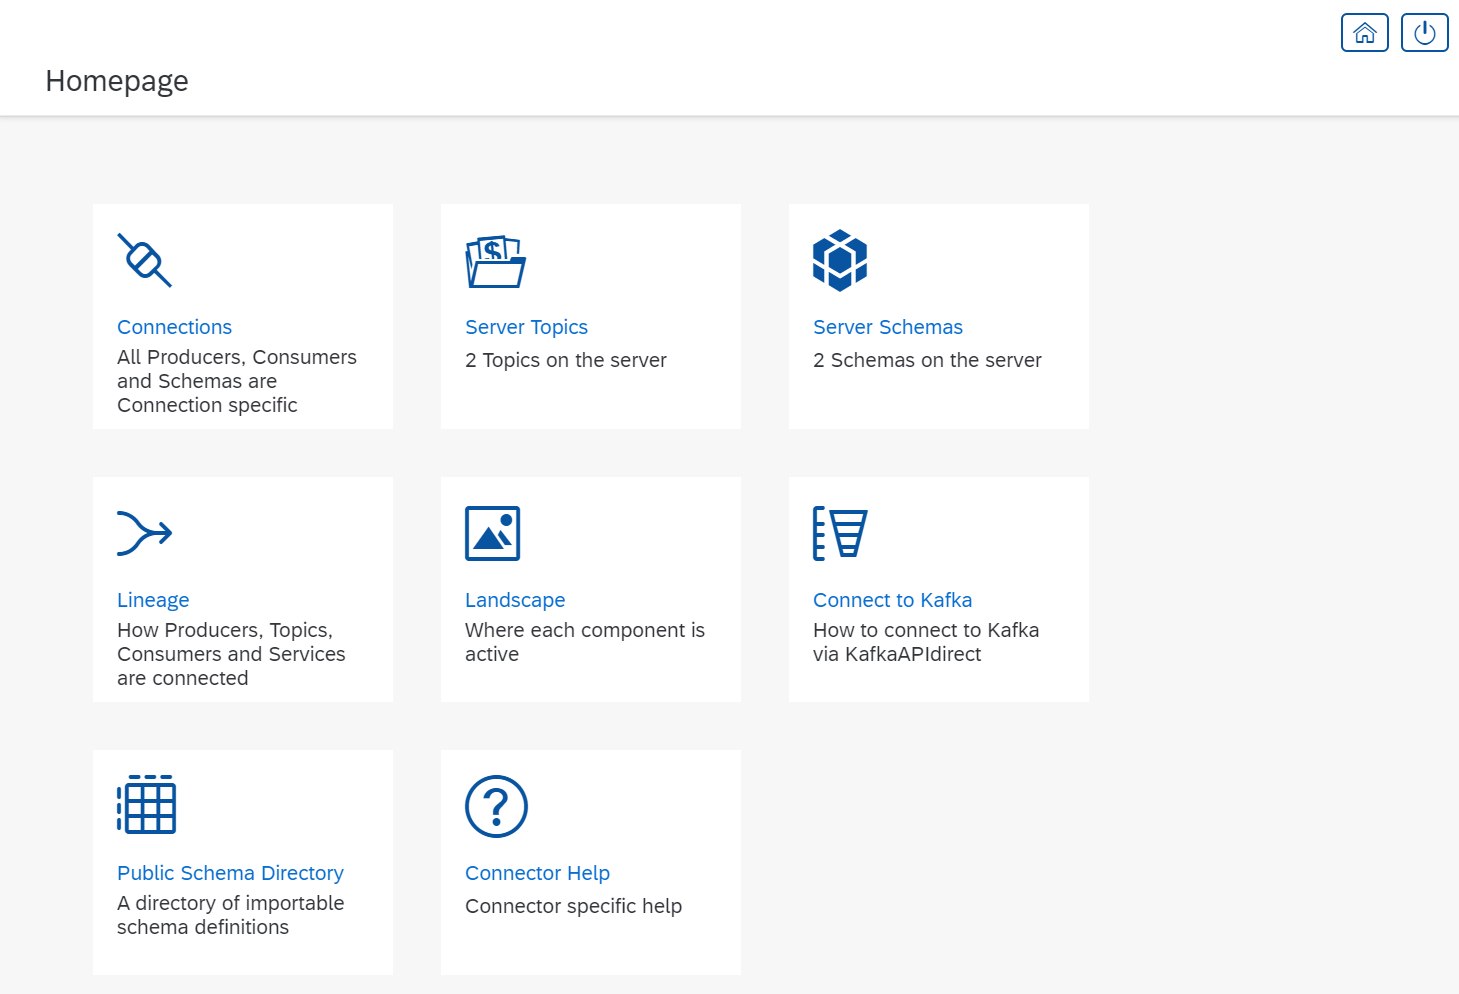 Homepage
Connections
All Producers, Consumers
and Schemas are
Connection specific
Server Topics
2 Topics on the server
Server Schemas
2 Schemas on the server
Lineage
How Producers, Topics,
Consumers and Services
are connected
Landscape
Where each component is
active
Connect to Kafka
How to connect to Kafka
via KafkaAPIdirect
Public Schema Directory
A directory of importable
schema definitions
Connector Help
Connector specific help